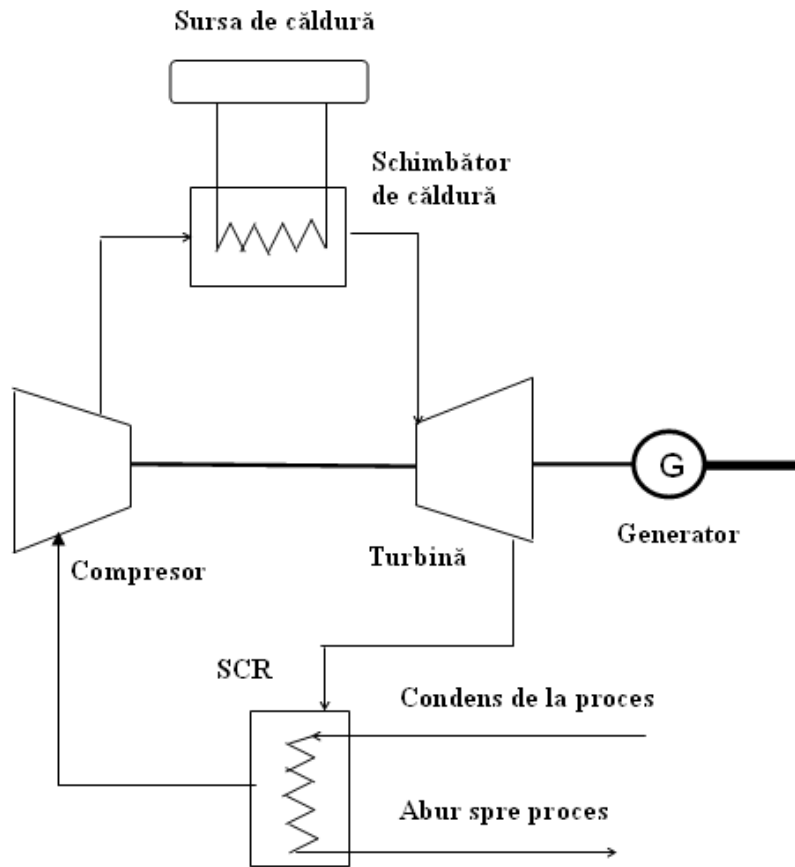 Sursa de căldură
Schimbător
de căldură
G
Generator
Turbină
Compresor
SCR
Condens de la proces
Abur spre proces